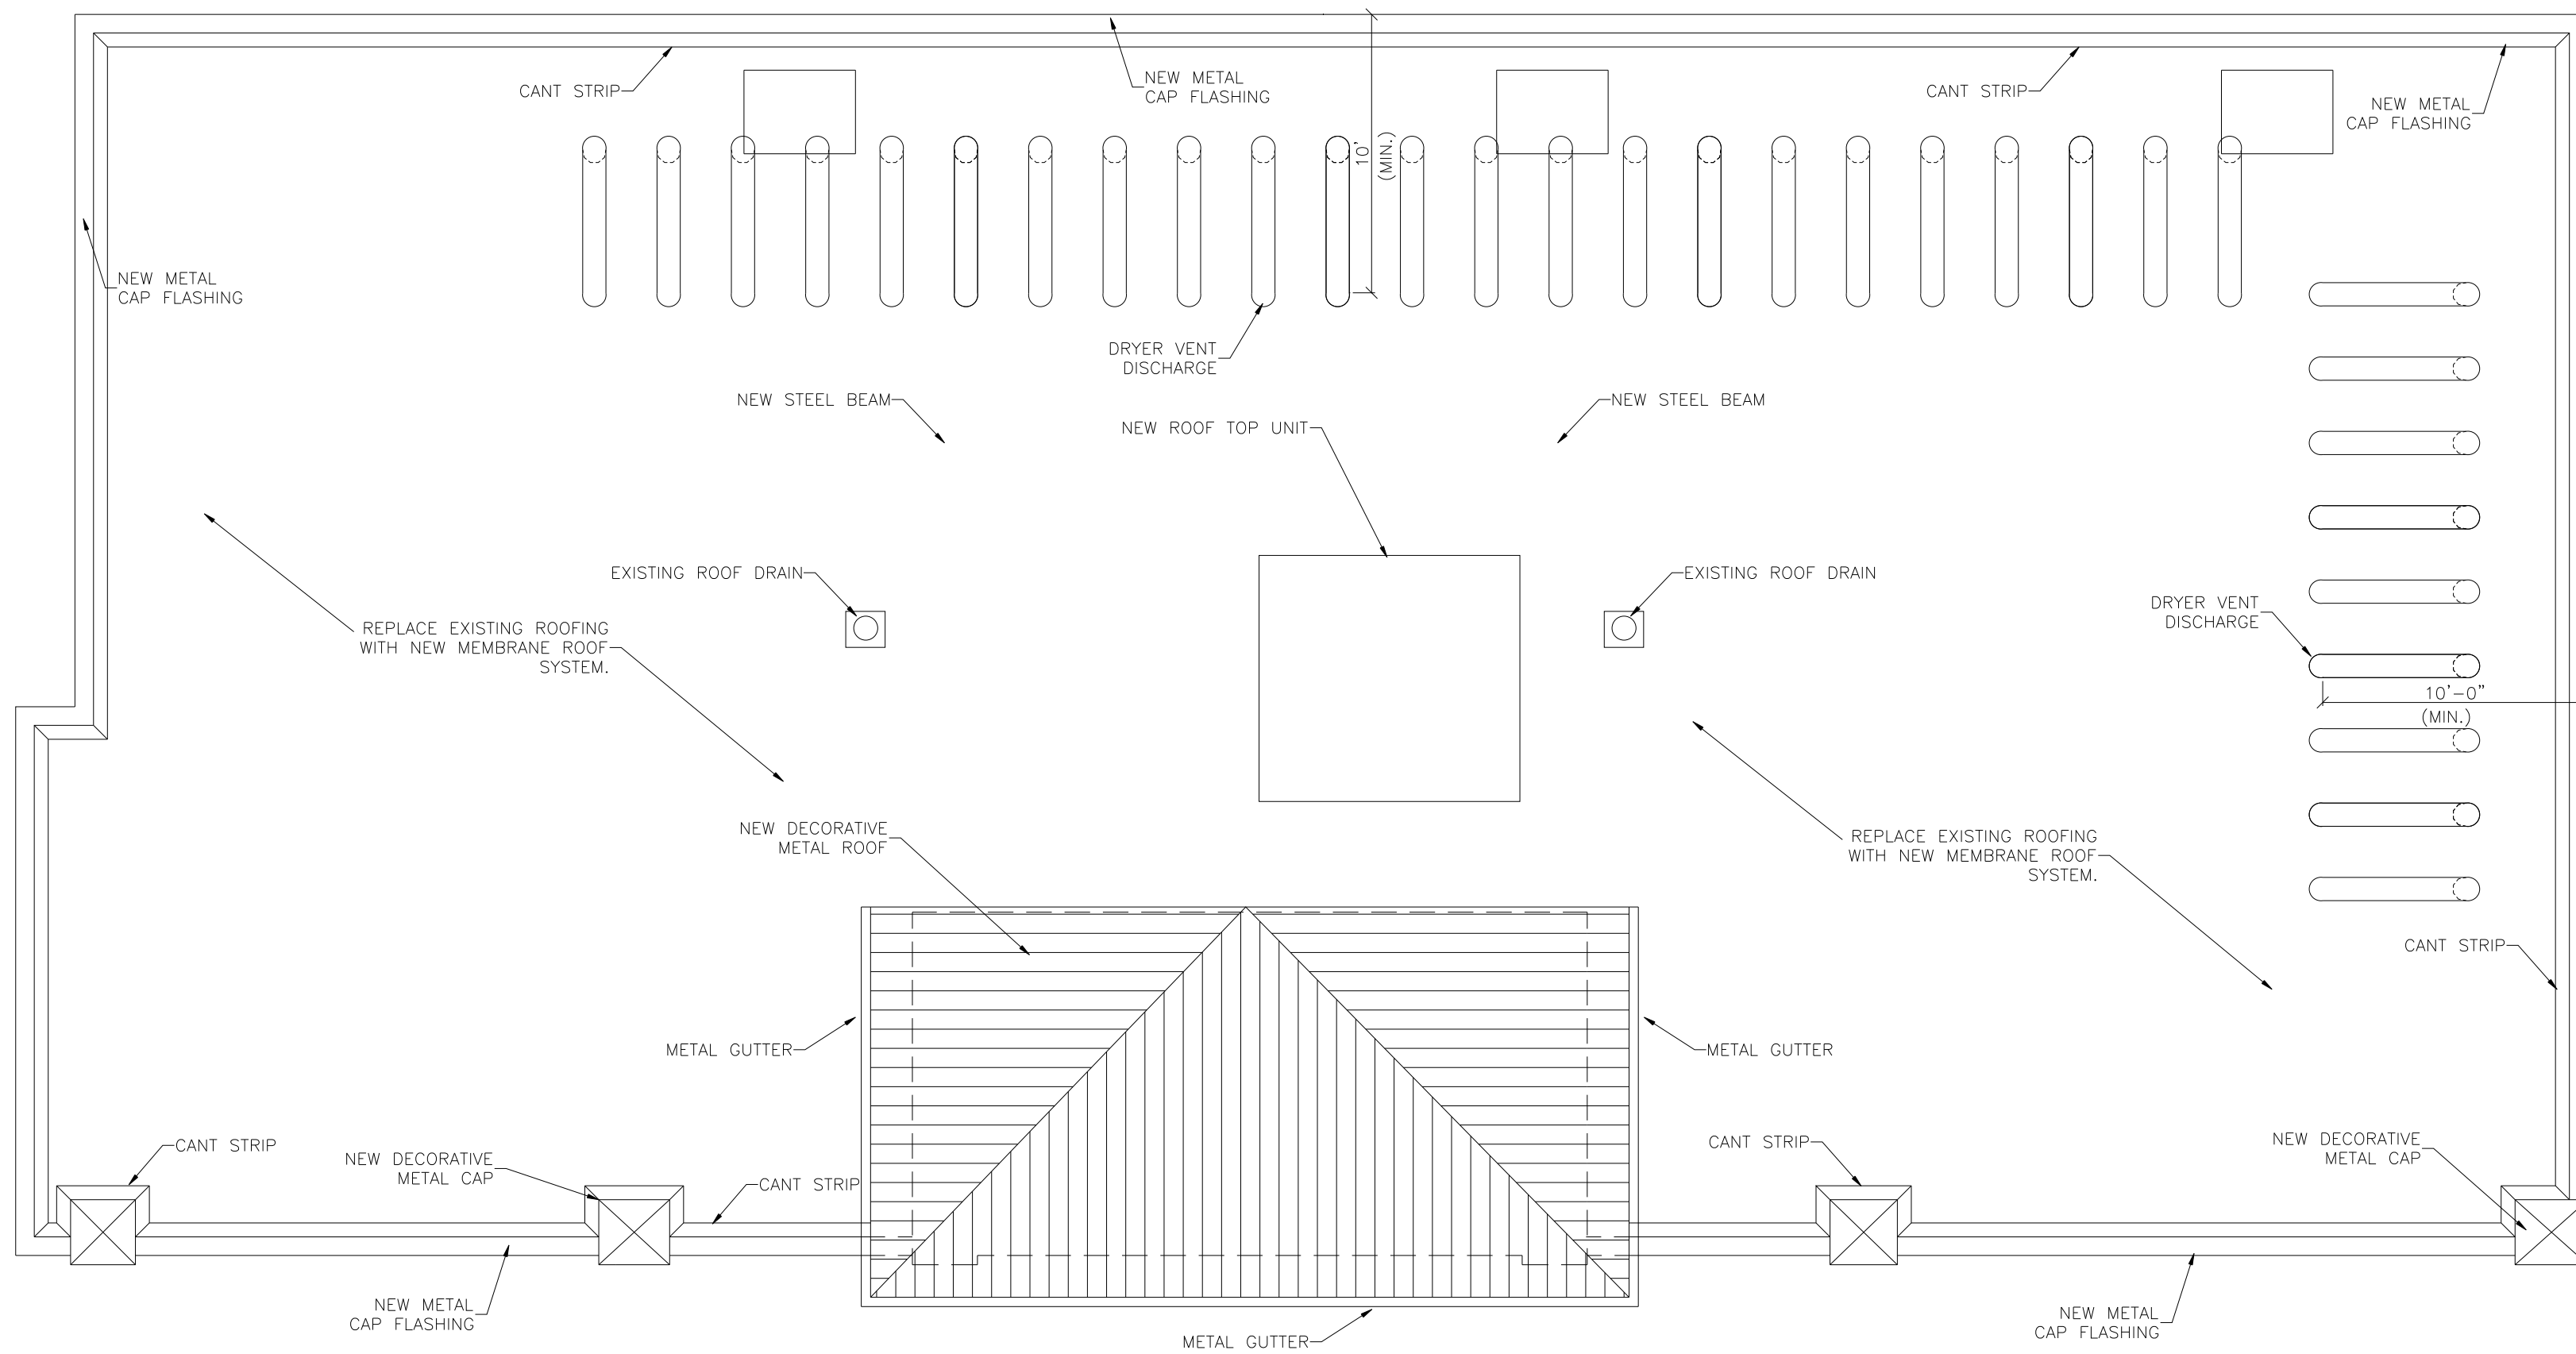 CANT STRIP
NEW METAL
CAP FLASHING
CANT STRIP
NEW METAL
CAP FLASHING
10'
(MIN.)
NEW METAL
CAP FLASHING
DRYER VENT
DISCHARGE
NEW STEEL BEAM
NEW STEEL BEAM
NEW ROOF TOP UNIT
EXISTING ROOF DRAIN
EXISTING ROOF DRAIN
REPLACE EXISTING ROOFING
WITH NEW MEMBRANE ROOF
SYSTEM.
DRYER VENT
DISCHARGE
10'-0"
(MIN.)
NEW DECORATIVE
METAL ROOF
REPLACE EXISTING ROOFING
WITH NEW MEMBRANE ROOF
SYSTEM.
CANT STRIP
METAL GUTTER
METAL GUTTER
CANT STRIP
NEW DECORATIVE
METAL CAP
CANT STRIP
CANT STRIP
NEW DECORATIVE
METAL CAP
NEW METAL
CAP FLASHING
METAL GUTTER
NEW METAL
CAP FLASHING